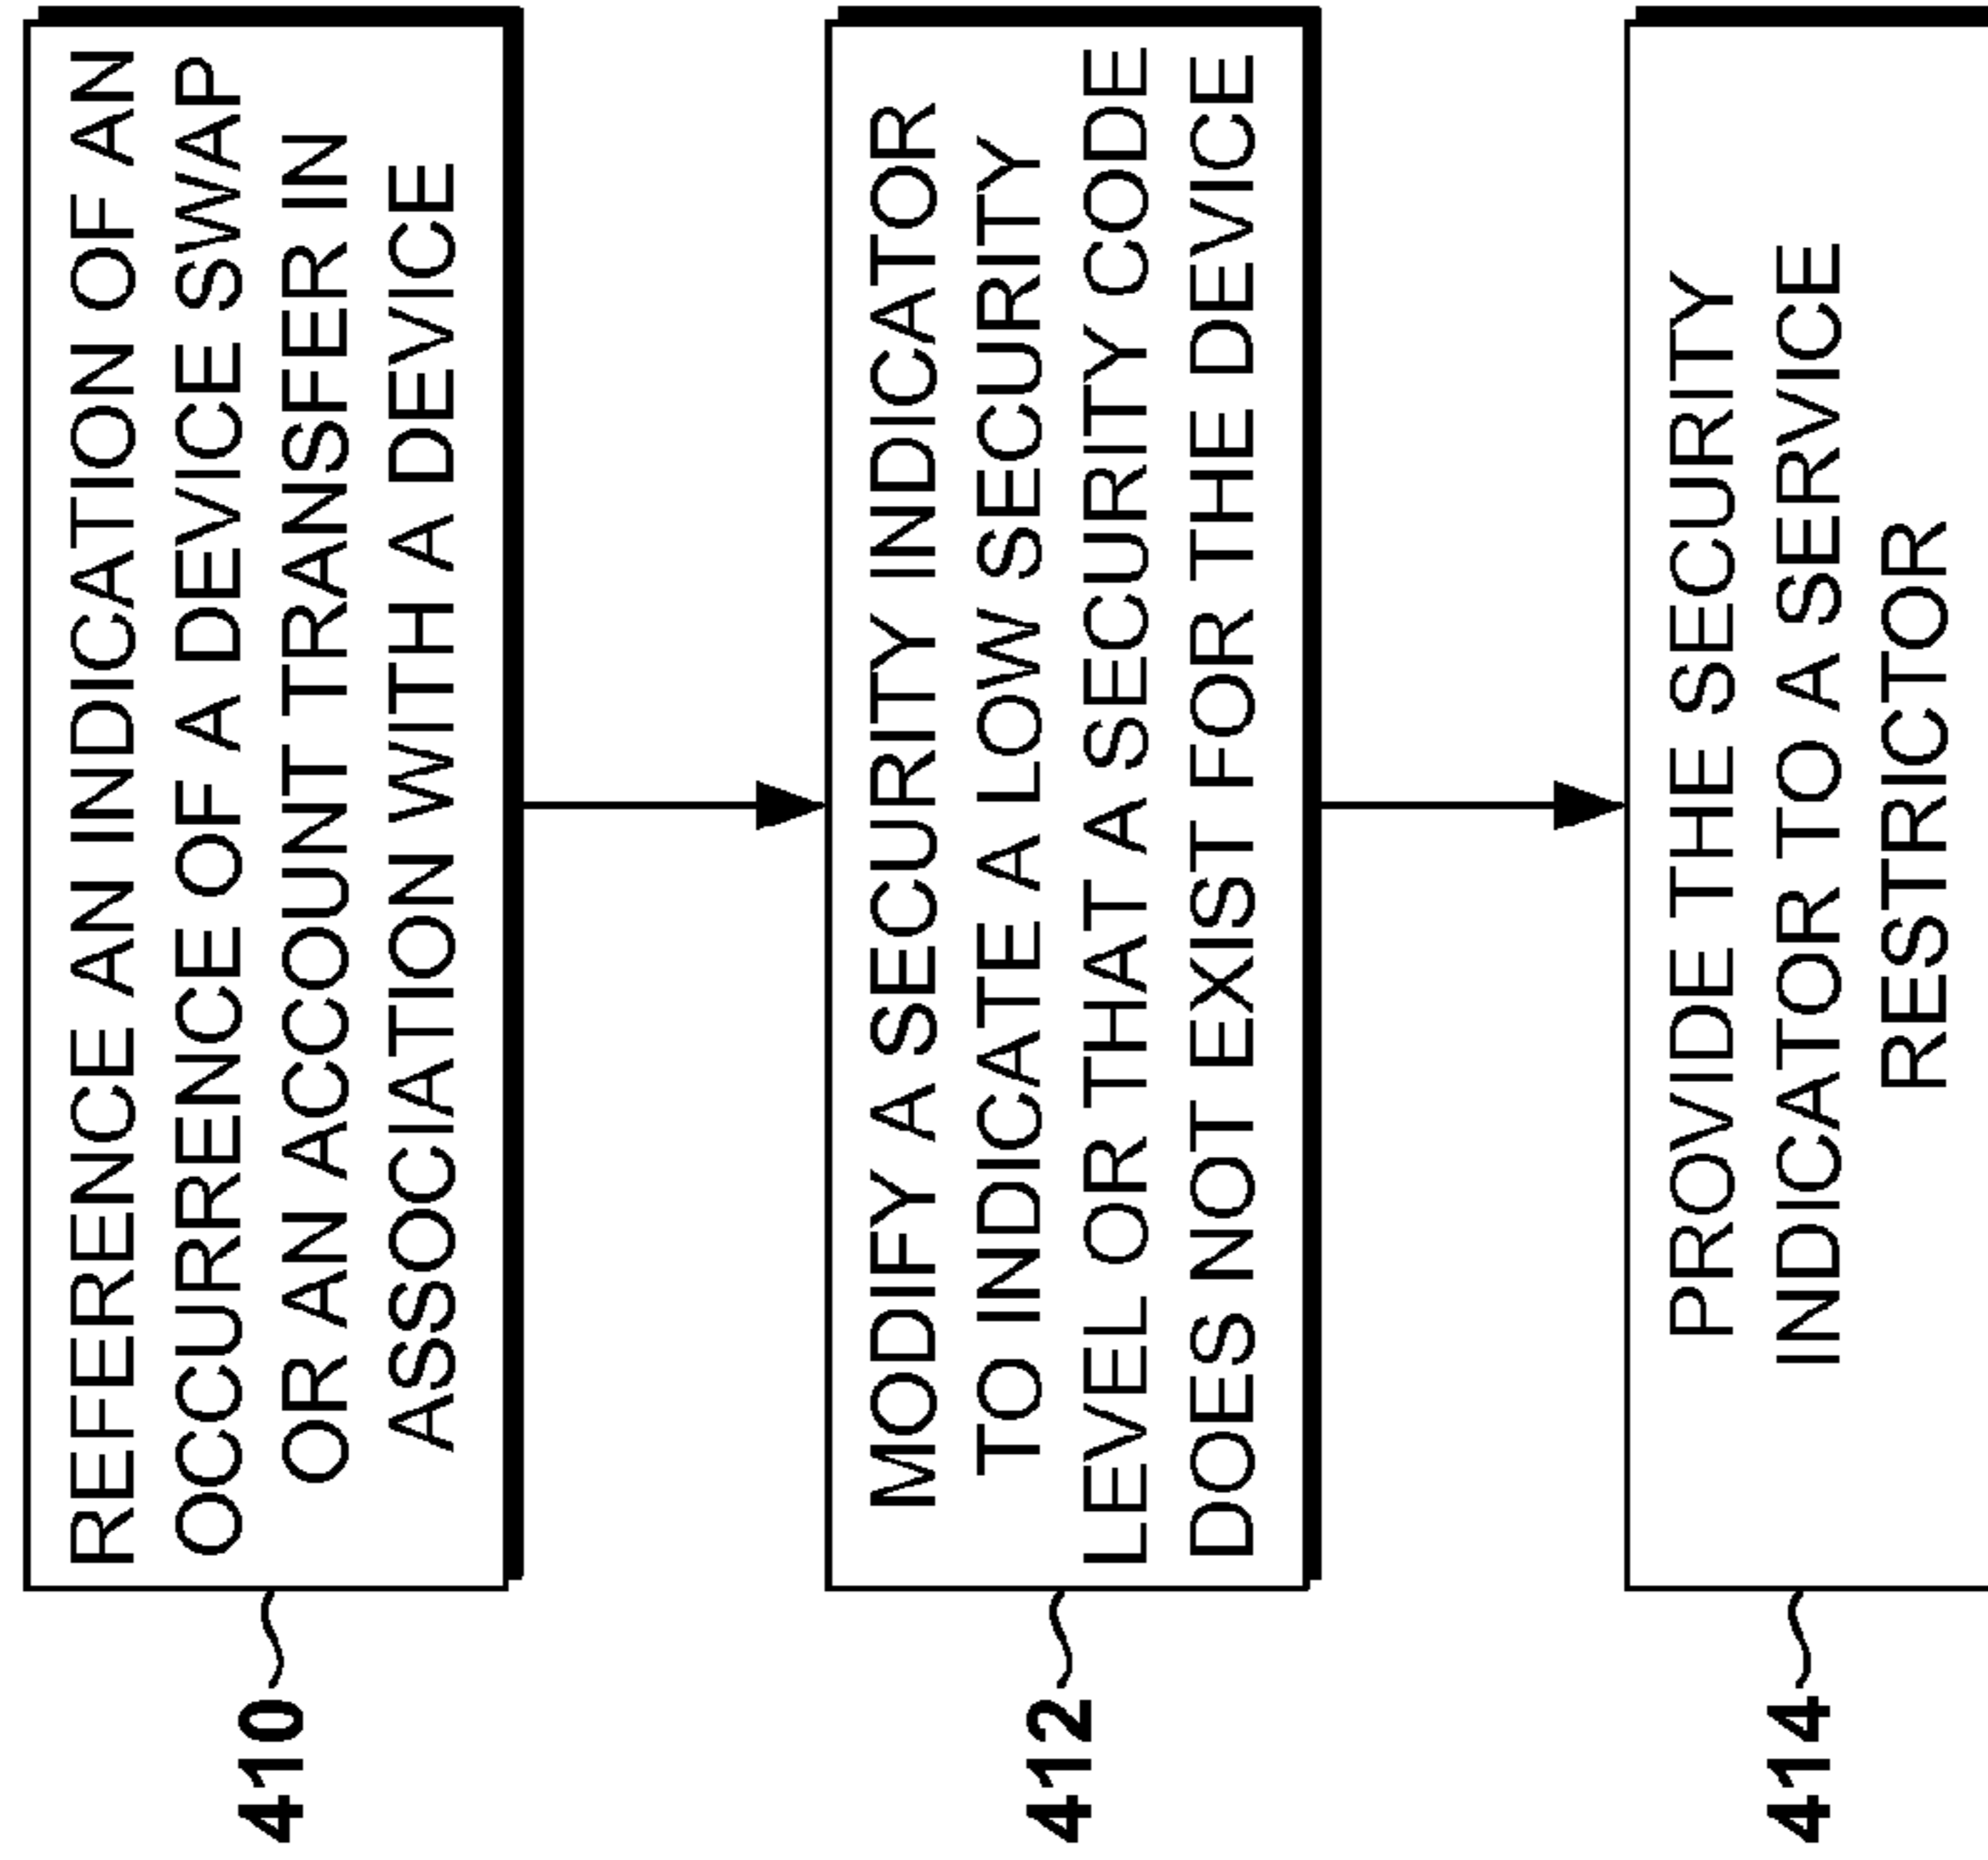 410
REFERENCE AN INDICATION OF AN
OCCURRENCE OF A DEVICE SWAP
OR AN ACCOUNT TRANSFER IN
ASSOCIATION WITH A DEVICE
412
MODIFY A SECURITY INDICATOR
TO INDICATE A LOW SECURITY
LEVEL OR THAT A SECURITY CODE
DOES NOT EXIST FOR THE DEVICE
414
PROVIDE THE SECURITY
INDICATOR TO A SERVICE
RESTRICTOR